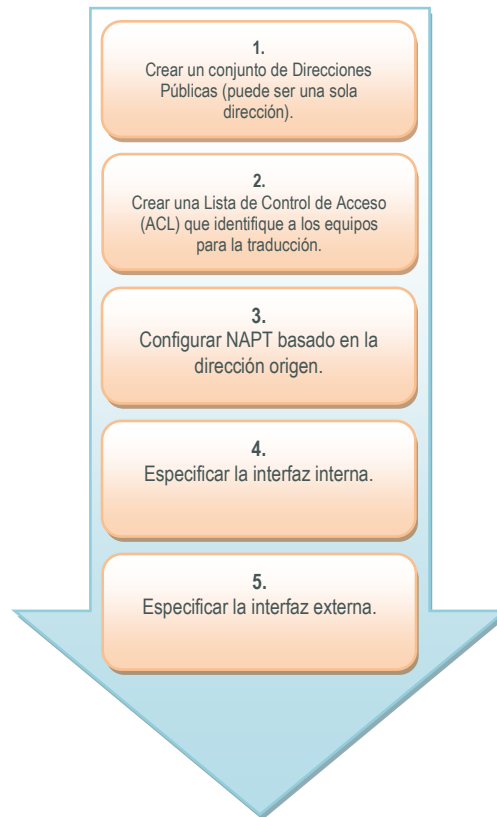 1.
Crear un conjunto de Direcciones
Públicas (puede ser una sola
dirección).
2.
Crear una Lista de Control de Acceso
(ACL) que identifique a los equipos
para la traducción.
3.
Configurar NAPT basado en la
dirección origen.
4.
Especificar la interfaz interna.
5.
Especificar la interfaz externa.